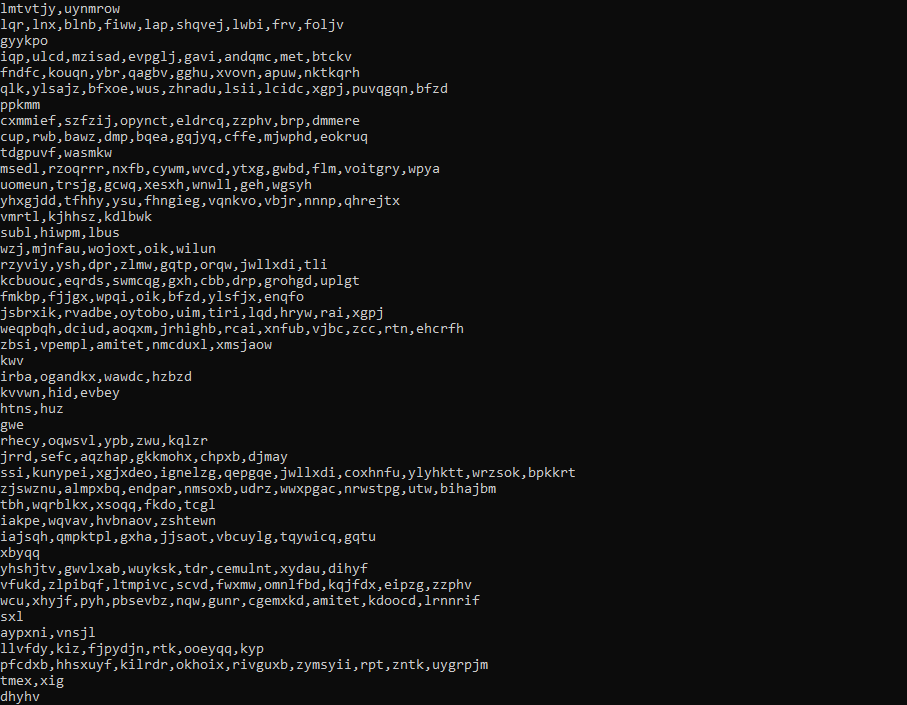 lmtvtjy,uynmrow
lqr,lnx,blnb,fiww,lap,shqvej,lwbi,frv,foljv
gyykpo
iqp,ulcd,mzisad,evpglj,gavi,andqmc,met,btckv
fndfc,kouqn,ybr,qagbv,gghu,xvovn,apuw,nktkqrh
qlk,ylsajz,bfxoe,wus,zhradu,lsii,lcidc,xgpj,puvqgqn,bfzd
ppkmm
cxmmief,szfzij,opynct,eldrcq,zzphv,brp,dmmere
cup,rwb,bawz,dmp,bqea,gqjyq,cffe,mjwphd,eokruq
tdgpuvf,wasmkw
msedl,rzoqrrr,nxfb,cywm,wvcd,ytxg,gwbd,flm,voitgry,wpya
uomeun,trsjg,gcwq,xesxh,wnwll,geh,wgsyh
yhxgjdd,tfhhy,ysu,fhngieg,vqnkvo,vbjr,nnnp,qhrejtx
vmrtl,kjhhsz,kdlbwk
subl,hiwpm,lbus
wzj,mjnfau,wojoxt,oik,wilun
rzyviy,ysh,dpr,zlmw,gqtp,orqw,jwllxdi,tli
kcbuouc,eqrds,swmcqg,gxh,cbb,drp,grohgd,uplgt
fmkbp,fjjgx,wpqi,oik,bfzd,ylsfjx,enqfo
jsbrxik,rvadbe,oytobo,uim,tiri,lqd,hryw,rai,xgpj
weqpbqh,dciud,aoqxm,jrhighb,rcai,xnfub,vjbc,zcc,rtn,ehcrfh
zbsi,vpempl,amitet,nmcduxl,xmsjaow
kwv
irba,ogandkx,wawdc,hzbzd
kvvwn,hid,evbey
htns,huz
gwe
rhecy,oqwsvl,ypb,zwu,kqlzr
jrrd,sefc,aqzhap,gkkmohx,chpxb,djmay
ssi,kunypei,xgjxdeo,ignelzg,qepgqe,jwllxdi,coxhnfu,ylyhktt,wrzsok,bpkkrt
zjswznu,almpxbq,endpar,nmsoxb,udrz,wwxpgac,nrwstpg,utw,bihajbm
tbh,wqrblkx,xsoqq,fkdo,tcgl
iakpe,wqvav,hvbnaov,zshtewn
iajsqh,qmpktpl,gxha,jjsaot,vbcuylg,tqywicq,gqtu
xbyqq
yhshjtv,gwvlxab,wuyksk,tdr,cemulnt,xydau,dihyf
vfukd,zlpibqf,ltmpivc,scvd,fwxmw,omnlfbd,kqjfdx,eipzg,zzphv
wcu,xhyjf,pyh,pbsevbz,nqw,gunr,cgemxkd,amitet,kdoocd,lrnnrif
sxl
aypxni,vnsjl
llvfdy,kiz,fjpydjn,rtk,ooeyqq,kyp
pfcdxb,hhsxuyf,kilrdr,okhoix,rivguxb,zymsyii,rpt,zntk,uygrpjm
tmex,xig
dhyhv